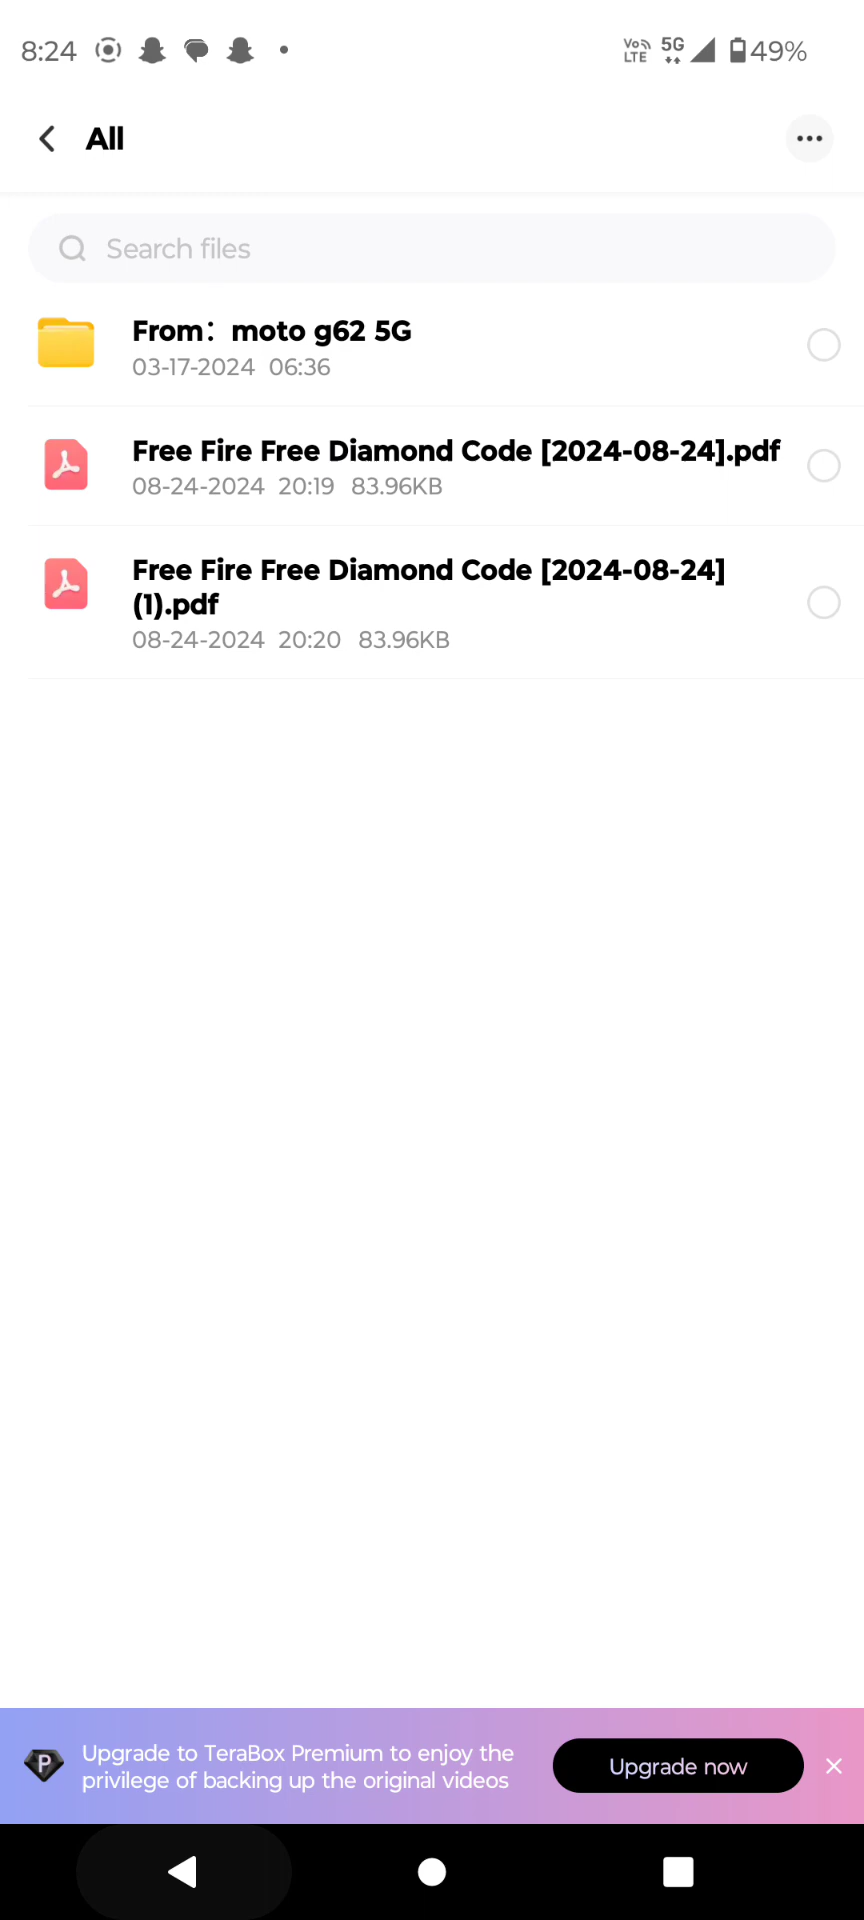 8:24
Vo LTE 5G 49%
All
Search files
From： moto g62 5G
03-17-2024 06:36
Free Fire Free Diamond Code [2024-08-24].pdf
08-24-2024 20:19 83.96KB
Free Fire Free Diamond Code [2024-08-24]
(1).pdf
08-24-2024 20:20 83.96KB
P
Upgrade to TeraBox Premium to enjoy the
privilege of backing up the original videos
Upgrade now